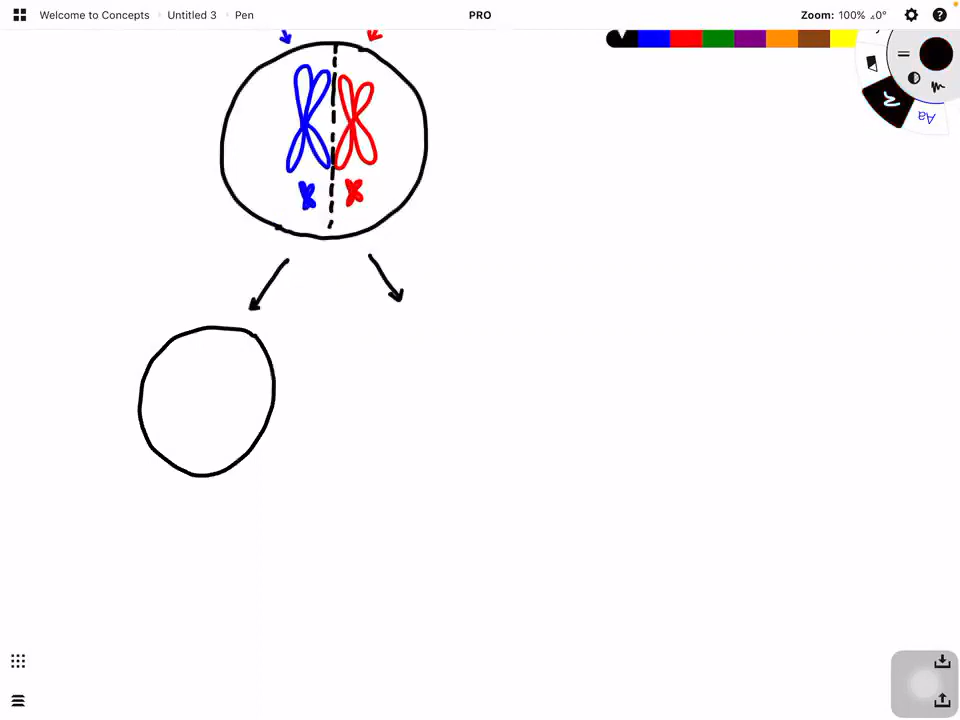 Welcome to Concepts › Untitled 3 › Pen
PRO
Zoom: 100% ⊿0°
?
Aa